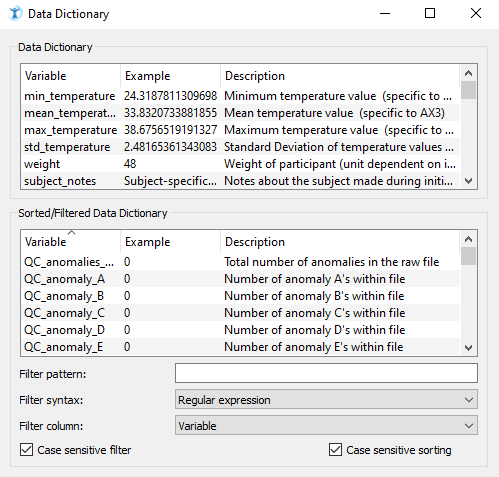 Data Dictionary
Data Dictionary
Variable Example Description
min_temperature 24.3187811309698 Minimum temperature value (specific to ...
mean_temperat... 33.8320733881855 Mean temperature value (specific to AX3)
max_temperature 38.6756519191327 Maximum temperature value (specific to ...
std_temperature 2.48165361343083 Standard Deviation of temperature values ...
weight 48 Weight of participant (unit dependent on i...
subject_notes Subject-specific... Notes about the subject made during initi...
Sorted/Filtered Data Dictionary
Variable Example Description
QC_anomalies_... 0 Total number of anomalies in the raw file
QC_anomaly_A 0 Number of anomaly A's within file
QC_anomaly_B 0 Number of anomaly B's within file
QC_anomaly_C 0 Number of anomaly C's within file
QC_anomaly_D 0 Number of anomaly D's within file
QC_anomaly_E 0 Number of anomaly E's within file
Filter pattern:
Filter syntax: Regular expression
Filter column: Variable
Case sensitive filter Case sensitive sorting